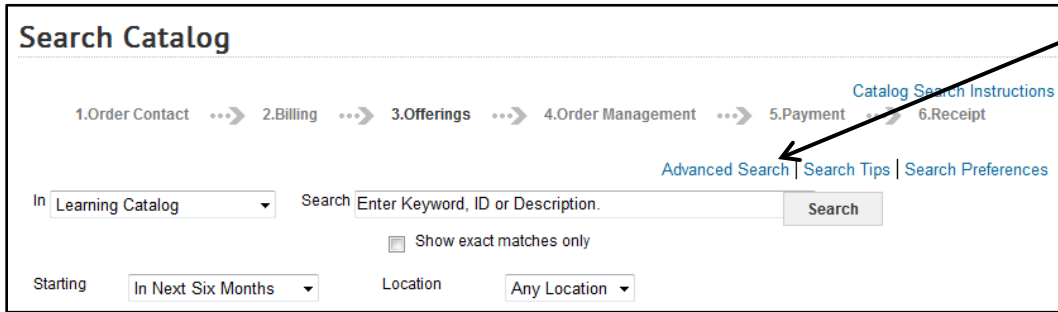 Search Catalog
Catalog Search Instructions
1.Order Contact 2.Billing 3.Offerings 4.Order Management 5.Payment 6.Receipt
Advanced Search | Search Tips | Search Preferences
In Learning Catalog Search Enter Keyword, ID or Description. Search
Show exact matches only
Starting In Next Six Months Location Any Location